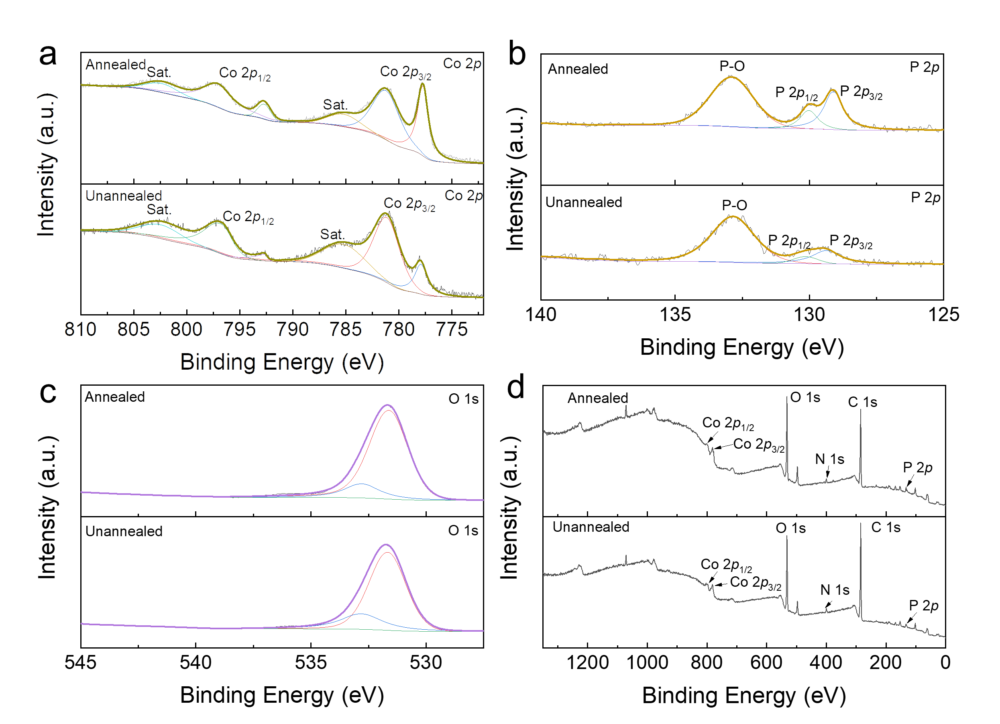 a
Annealed
Sat.
Co 2p1/2
Co 2p3/2
Co 2p
Sat.
Unannealed
Co 2p
Sat.
Co 2p1/2
Co 2p3/2
Sat.
Intensity (a.u.)
810 805 800 795 790 785 780 775
Binding Energy (eV)
b
Annealed
P-O
P 2p
P 2p1/2
P 2p3/2
Unannealed
P-O
P 2p
P 2p1/2
P 2p3/2
Intensity (a.u.)
140 135 130 125
Binding Energy (eV)
c
Annealed
O 1s
Unannealed
O 1s
Intensity (a.u.)
545 540 535 530
Binding Energy (eV)
d
Annealed
O 1s
C 1s
Co 2p1/2
Co 2p3/2
N 1s
P 2p
Unannealed
O 1s
C 1s
Co 2p1/2
Co 2p3/2
N 1s
P 2p
Intensity (a.u.)
1200 1000 800 600 400 200 0
Binding Energy (eV)